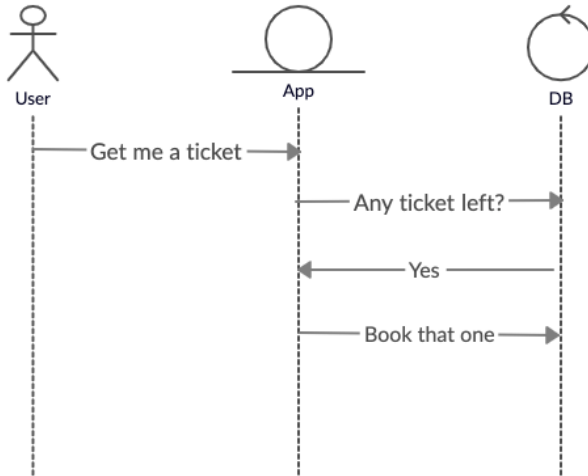 User
App
DB
Get me a ticket
Any ticket left?
Yes
Book that one